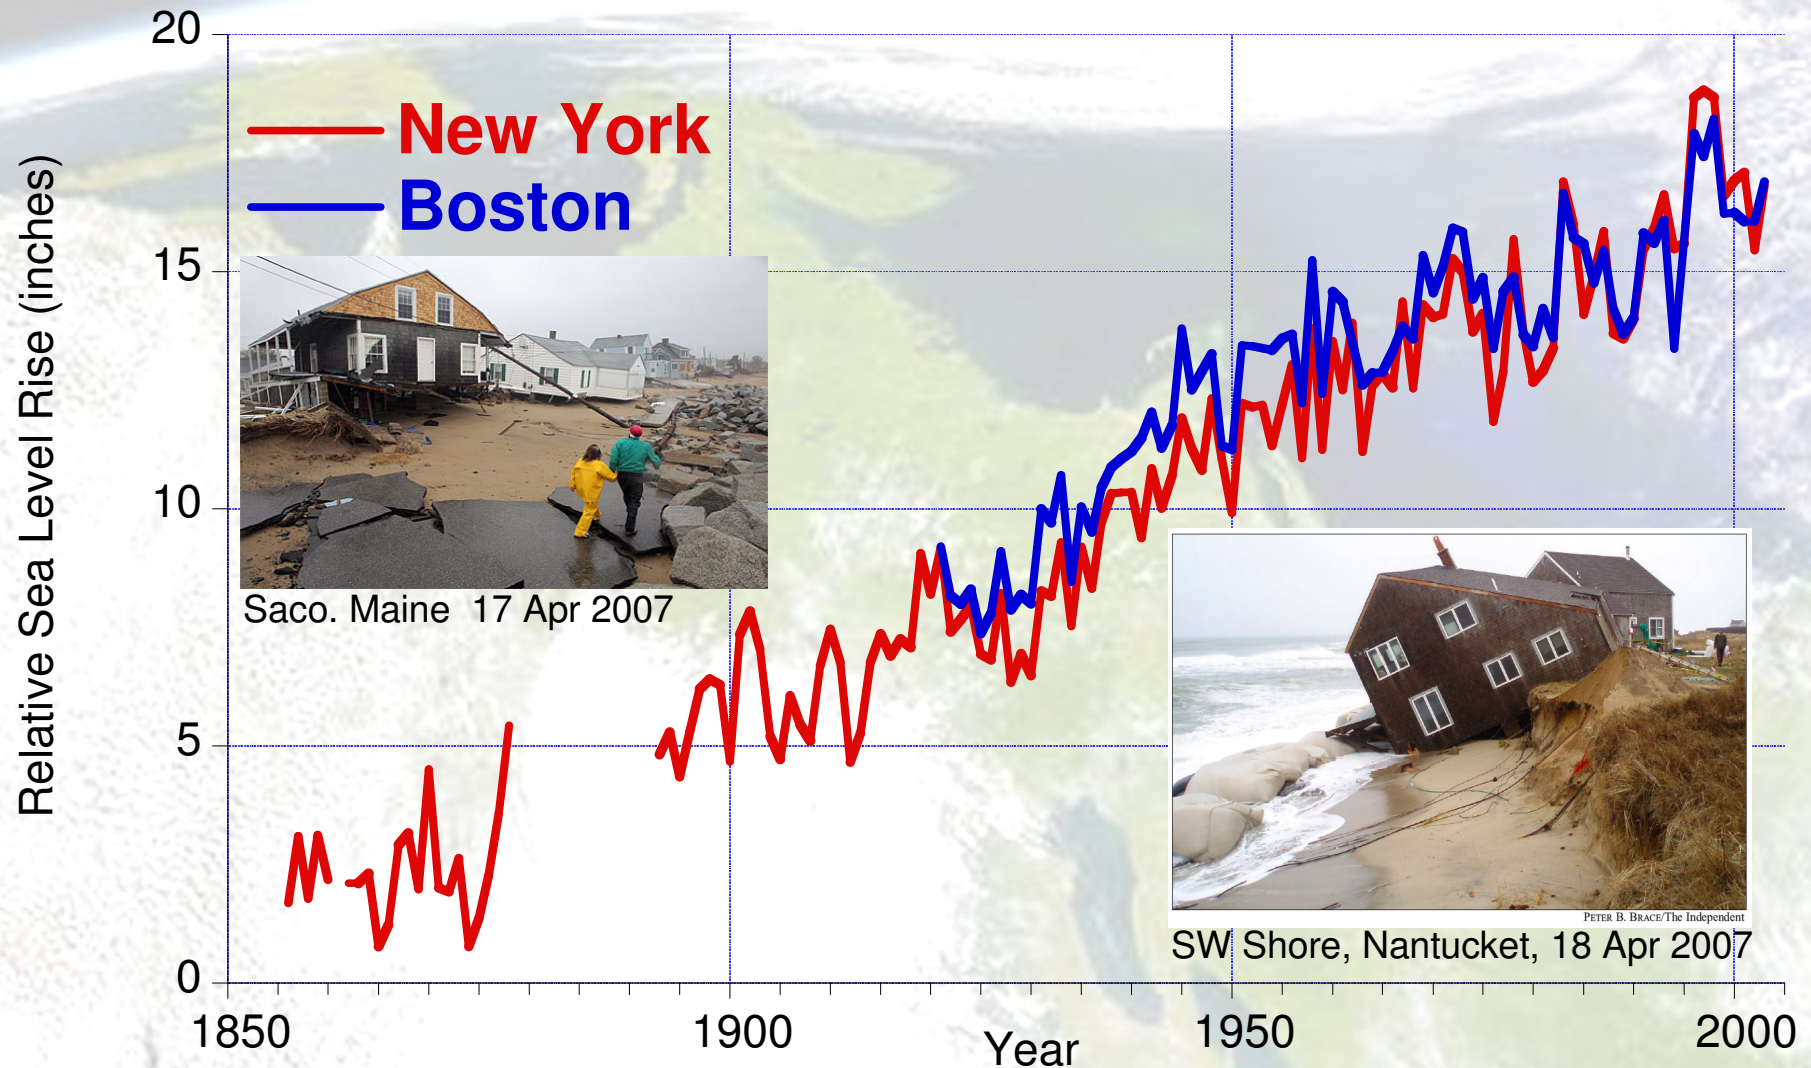 20
New York
Boston
15
Relative Sea Level Rise (inches)
10
Saco. Maine 17 Apr 2007
5
PETER B. BRACE/The Independent
SW Shore, Nantucket, 18 Apr 2007
0
1850
1900
Year
1950
2000